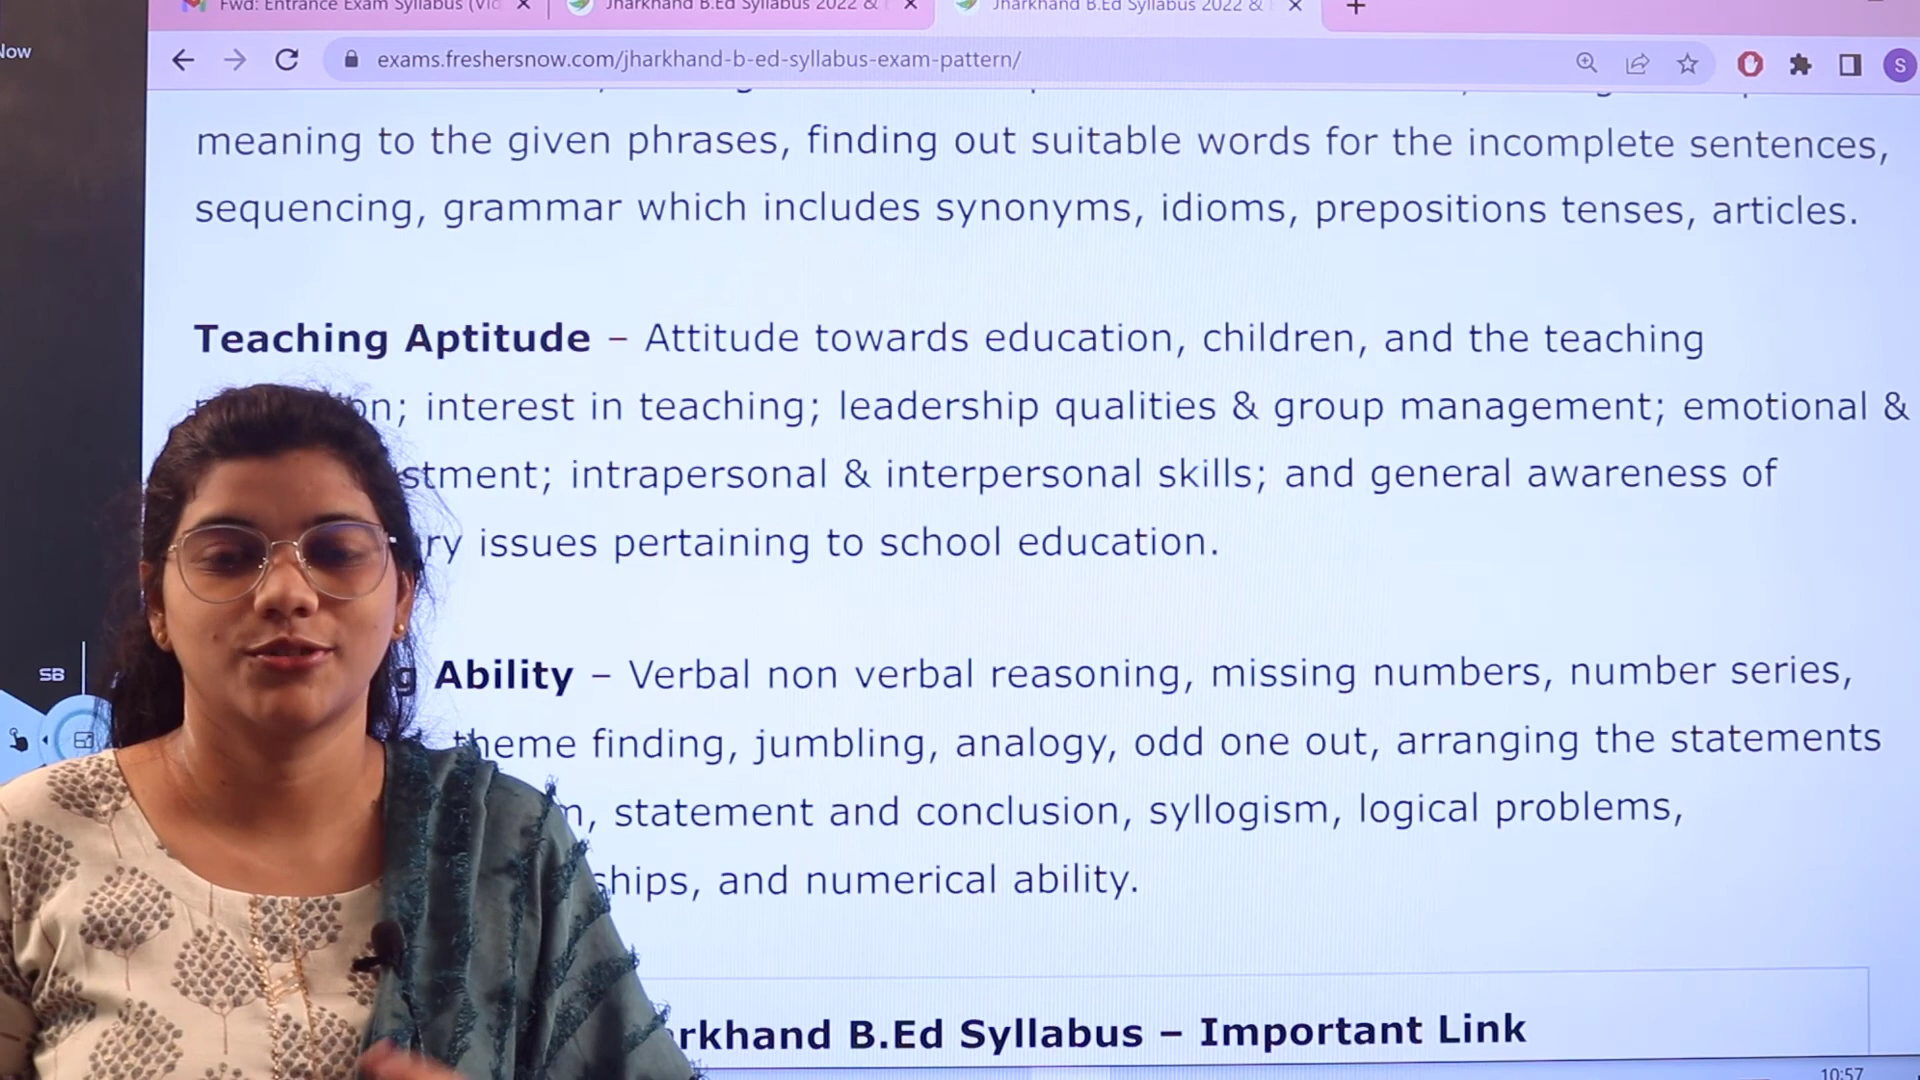 Fwd: Entrance Exam Syllabus (Vid
Jharkhand B.Ed Syllabus 2022 &
Jharkhand B.Ed Syllabus 2022 &
Now
exams.freshersnow.com/jharkhand-b-ed-syllabus-exam-pattern/
S
meaning to the given phrases, finding out suitable words for the incomplete sentences,
sequencing, grammar which includes synonyms, idioms, prepositions tenses, articles.
Teaching Aptitude – Attitude towards education, children, and the teaching
on; interest in teaching; leadership qualities & group management; emotional &
stment; intrapersonal & interpersonal skills; and general awareness of
ry issues pertaining to school education.
SB
g Ability – Verbal non verbal reasoning, missing numbers, number series,
theme finding, jumbling, analogy, odd one out, arranging the statements
n, statement and conclusion, syllogism, logical problems,
ships, and numerical ability.
rkhand B.Ed Syllabus – Important Link
10:57